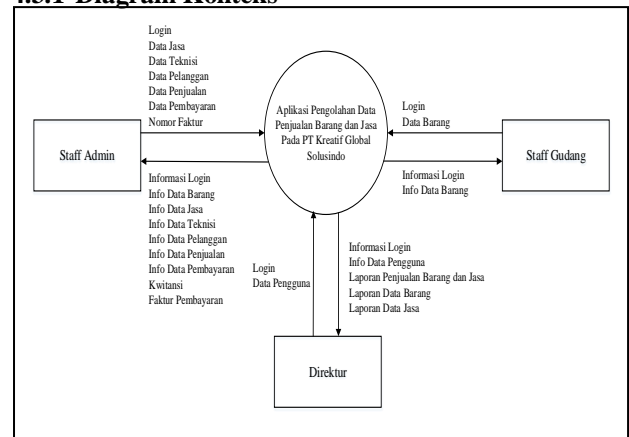 4.3.1 Diagram Konteks
Login
Data Jasa
Data Teknisi
Data Pelanggan
Data Penjualan
Data Pembayaran
Nomor Faktur
Aplikasi Pengolahan Data
Penjualan Barang dan Jasa
Pada PT Kreatif Global
Solusindo
Login
Data Barang
Staff Admin
Staff Gudang
Informasi Login
Info Data Barang
Info Data Jasa
Info Data Teknisi
Info Data Pelanggan
Info Data Penjualan
Info Data Pembayaran
Kwitansi
Faktur Pembayaran
Informasi Login
Info Data Barang
Login
Data Pengguna
Informasi Login
Info Data Pengguna
Laporan Penjualan Barang dan Jasa
Laporan Data Barang
Laporan Data Jasa
Direktur